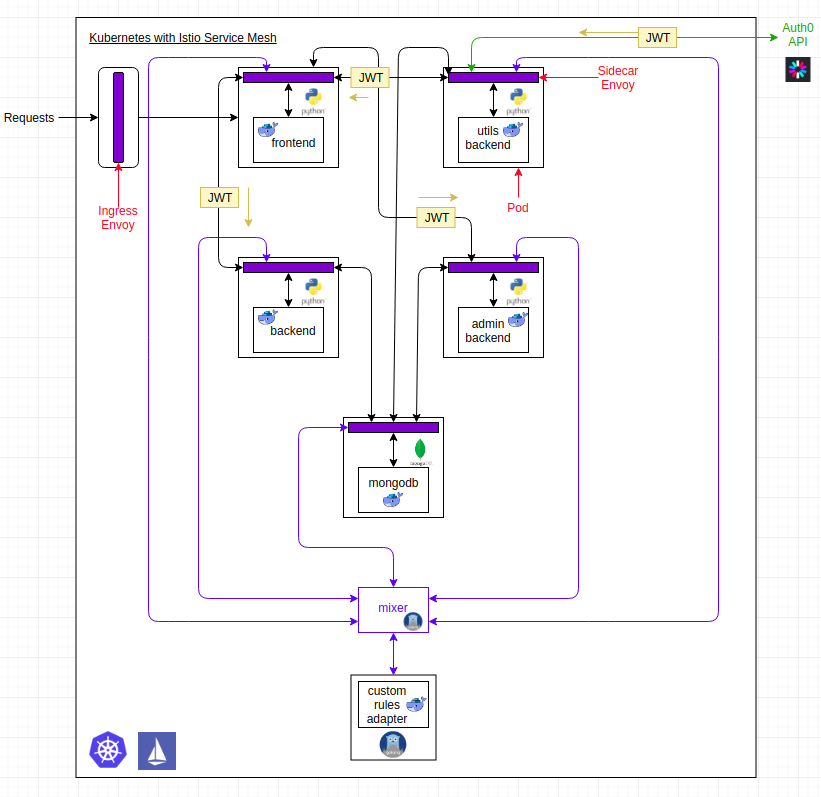 Kubernetes with Istio Service Mesh
JWT
Auth0
API
JWT
Sidecar
Envoy
Requests
python
frontend
python
utils
backend
Ingress
Envoy
JWT
JWT
Pod
python
backend
python
admin
backend
mongodb
mixer
custom
rules
adapter